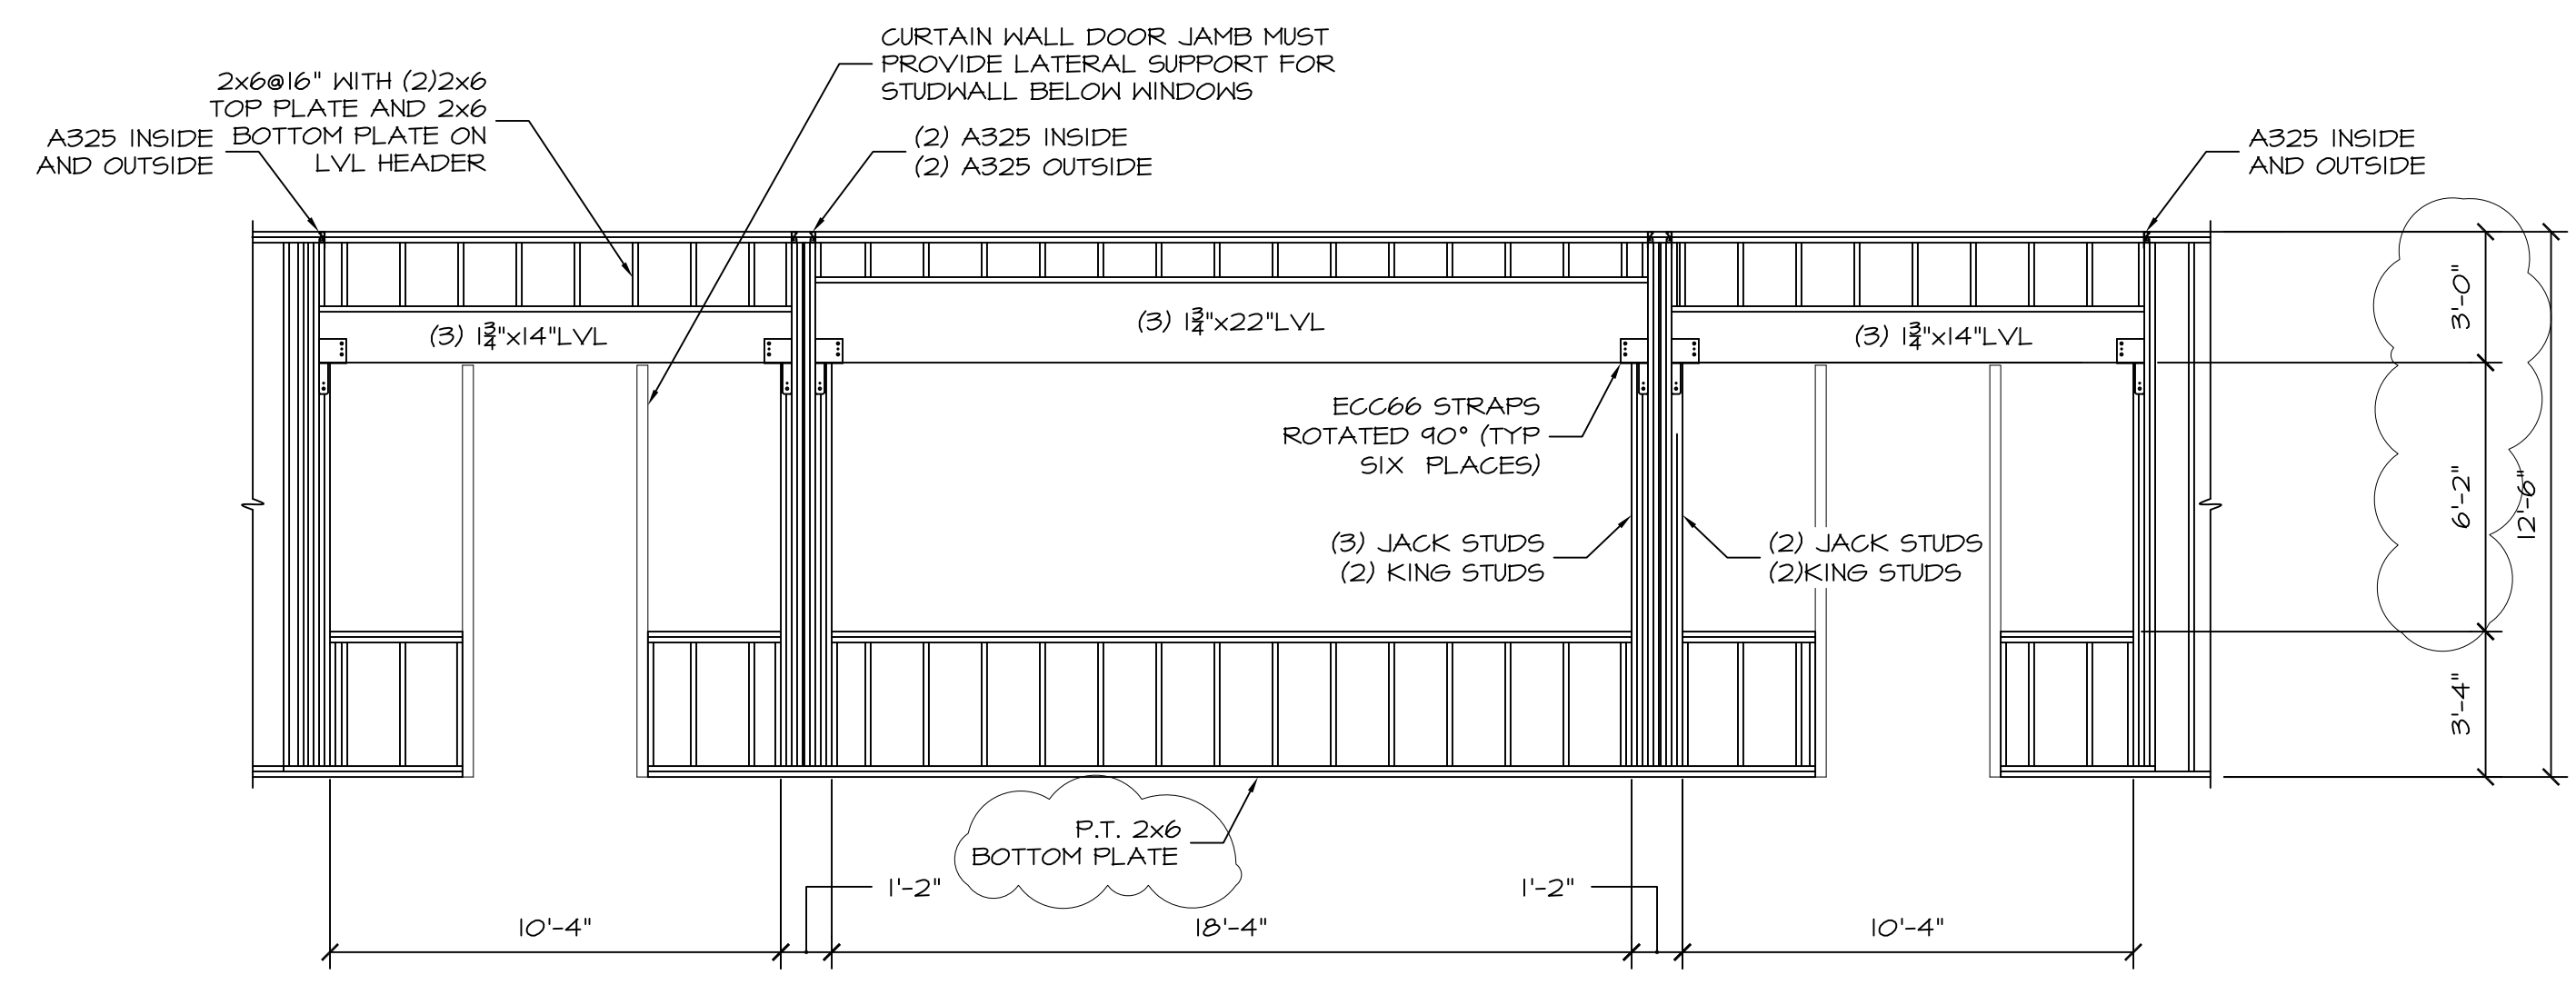 CURTAIN WALL DOOR JAMB MUST
PROVIDE LATERAL SUPPORT FOR
STUDWALL BELOW WINDOWS
2x6@16" WITH (2)2x6
TOP PLATE AND 2x6
BOTTOM PLATE ON
LVL HEADER
A325 INSIDE
AND OUTSIDE
(2) A325 INSIDE
(2) A325 OUTSIDE
A325 INSIDE
AND OUTSIDE
(3) 1¾"x14"LVL
(3) 1¾"x22"LVL
(3) 1¾"x14"LVL
ECC66 STRAPS
ROTATED 90° (TYP
SIX PLACES)
(3) JACK STUDS
(2) KING STUDS
(2) JACK STUDS
(2)KING STUDS
3'-0"
6'-2"
12'-6"
3'-4"
P.T. 2x6
BOTTOM PLATE
1'-2"
1'-2"
10'-4"
18'-4"
10'-4"